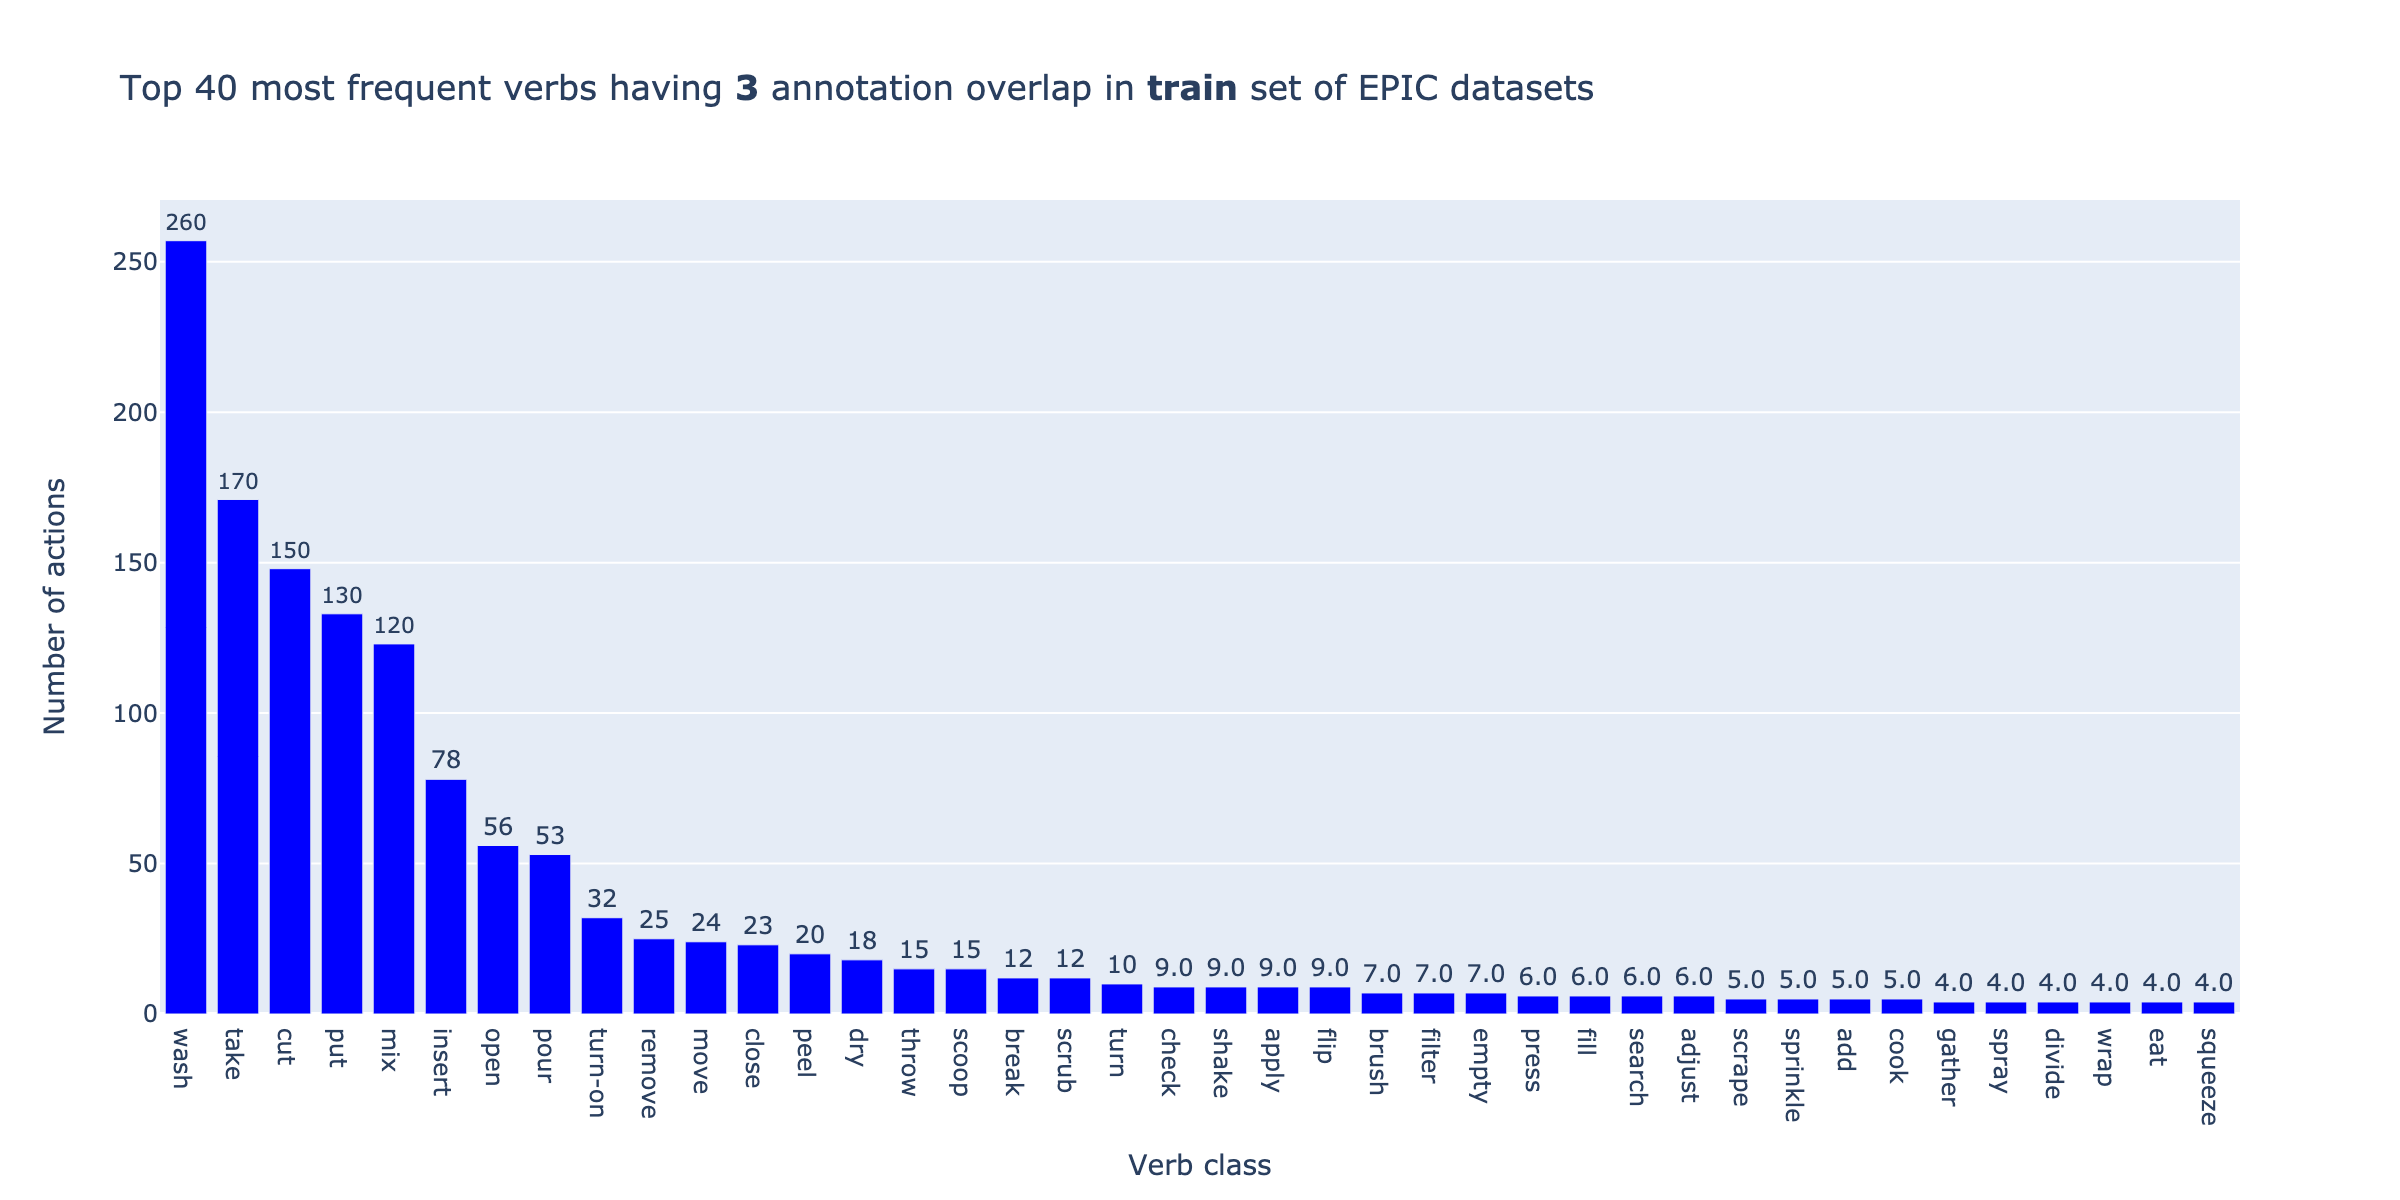 Top 40 most frequent verbs having 3 annotation overlap in train set of EPIC datasets
260
170
150
130
120
78
56
53
32
25
24
23
20
18
15
15
12
12
10
9.0
9.0
9.0
9.0
7.0
7.0
7.0
6.0
6.0
6.0
6.0
5.0
5.0
5.0
5.0
4.0
4.0
4.0
4.0
4.0
4.0
250
200
150
100
50
0
Number of actions
wash
take
cut
put
mix
insert
open
pour
turn-on
remove
move
close
peel
dry
throw
scoop
break
scrub
turn
check
shake
apply
flip
brush
filter
empty
press
fill
search
adjust
scrape
sprinkle
add
cook
gather
spray
divide
wrap
eat
squeeze
Verb class